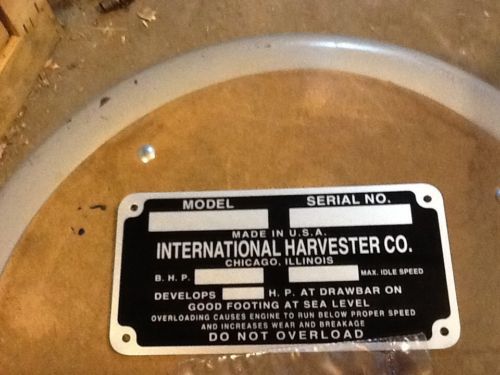 MODEL SERIAL NO.
MADE IN U.S.A.
INTERNATIONAL HARVESTER CO.
CHICAGO, ILLINOIS
B. H. P. MAX. IDLE SPEED
DEVELOPS H. P. AT DRAWBAR ON
GOOD FOOTING AT SEA LEVEL
OVERLOADING CAUSES ENGINE TO RUN BELOW PROPER SPEED
AND INCREASES WEAR AND BREAKAGE
DO NOT OVERLOAD